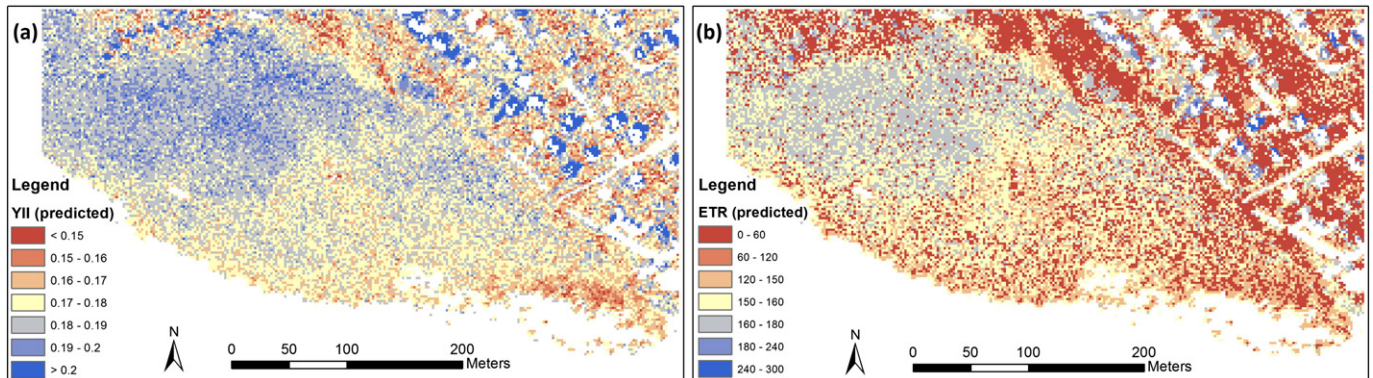 (a)
Legend
YII (predicted)
< 0.15
0.15 - 0.16
0.16 - 0.17
0.17 - 0.18
0.18 - 0.19
0.19 - 0.2
> 0.2
N
0 50 100 200
Meters
(b)
Legend
ETR (predicted)
0 - 60
60 - 120
120 - 150
150 - 160
160 - 180
180 - 240
240 - 300
N
0 50 100 200
Meters